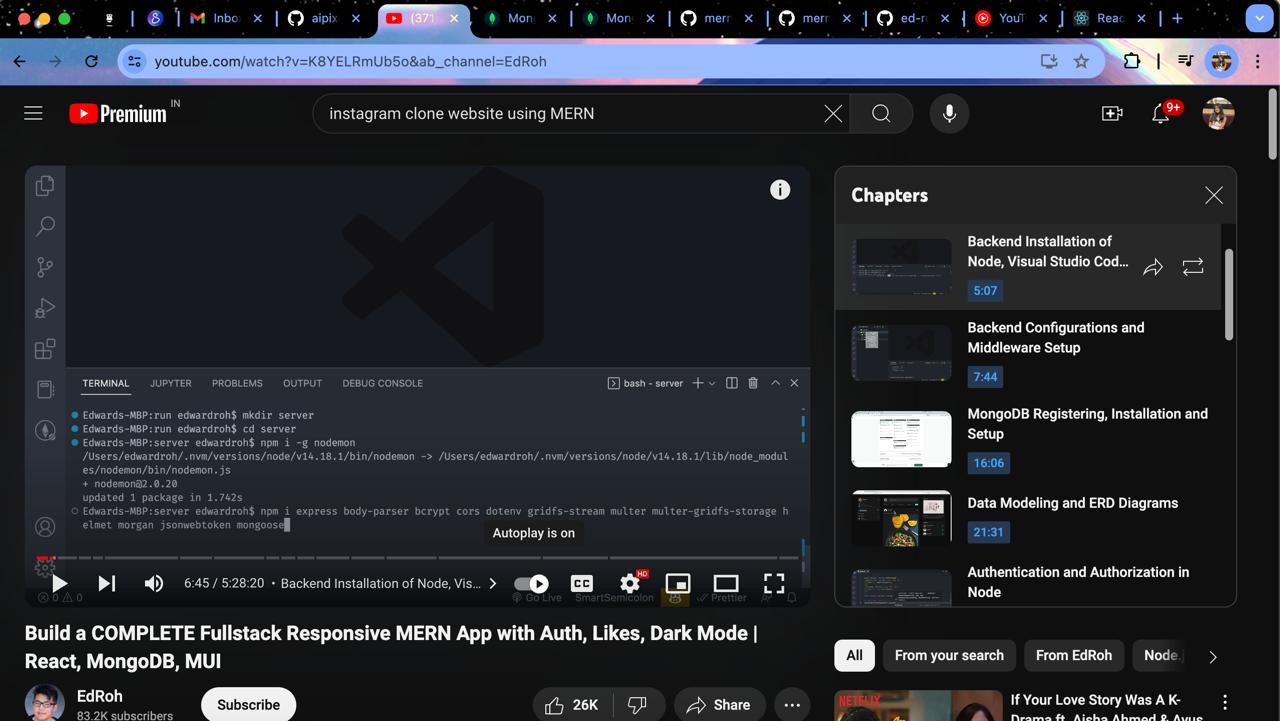 Inbo
aipix
(371
Mon
Mon
merr
merr
ed-r
YouT
Reac
youtube.com/watch?v=K8YELRmUb5o&ab_channel=EdRoh
Premium IN
instagram clone website using MERN
9+
TERMINAL JUPYTER PROBLEMS OUTPUT DEBUG CONSOLE bash - server
Edwards-MBP:run edwardroh$ mkdir server
Edwards-MBP:run edwardroh$ cd server
Edwards-MBP:server edwardroh$ npm i -g nodemon
/Users/edwardroh/.nvm/versions/node/v14.18.1/bin/nodemon -> /Users/edwardroh/.nvm/versions/node/v14.18.1/lib/node_modul
es/nodemon/bin/nodemon.js
+ nodemon@2.0.20
updated 1 package in 1.742s
Edwards-MBP:server edwardroh$ npm i express body-parser bcrypt cors dotenv gridfs-stream multer multer-gridfs-storage h
elmet morgan jsonwebtoken mongoose
Autoplay is on
6:45 / 5:28:20 • Backend Installation of Node, Vis...
CC
HD
0 0 Go Live SmartSemicolon Prettier
Build a COMPLETE Fullstack Responsive MERN App with Auth, Likes, Dark Mode |
React, MongoDB, MUI
EdRoh
83.2K subscribers
Subscribe
26K
Share
Chapters
Backend Installation of
Node, Visual Studio Cod...
5:07
Backend Configurations and
Middleware Setup
7:44
MongoDB Registering, Installation and
Setup
16:06
Data Modeling and ERD Diagrams
21:31
Authentication and Authorization in
Node
All From your search From EdRoh Node.j
NETFLIX
If Your Love Story Was A K-
Drama ft. Aisha Ahmed & Ayus